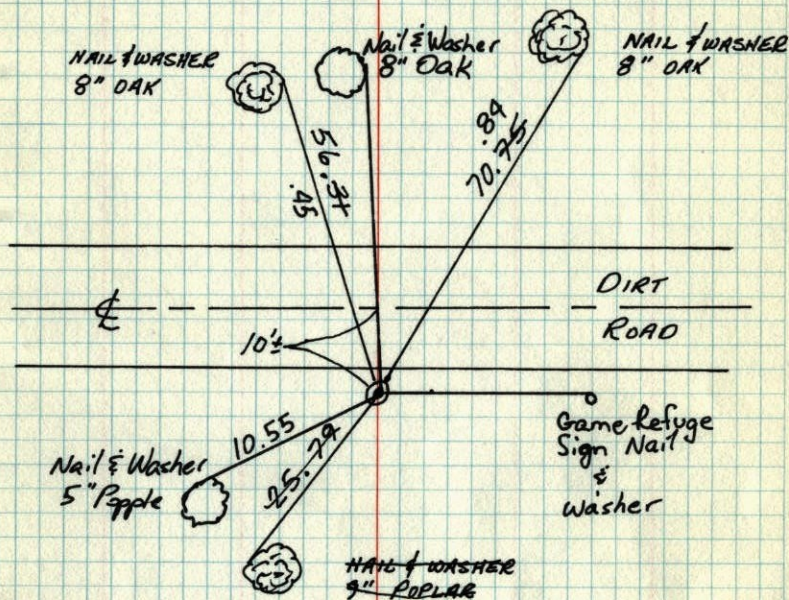 NAIL & WASHER
8" OAK
Nail & Washer
8" Oak
NAIL & WASHER
8" OAK
56.31
.45
.84
70.75
DIRT
ROAD
℄
10'±
10.55
25.79
Game Refuge
Sign Nail
&
Washer
Nail & Washer
5" Popple
NAIL & WASHER
9" POPLAR